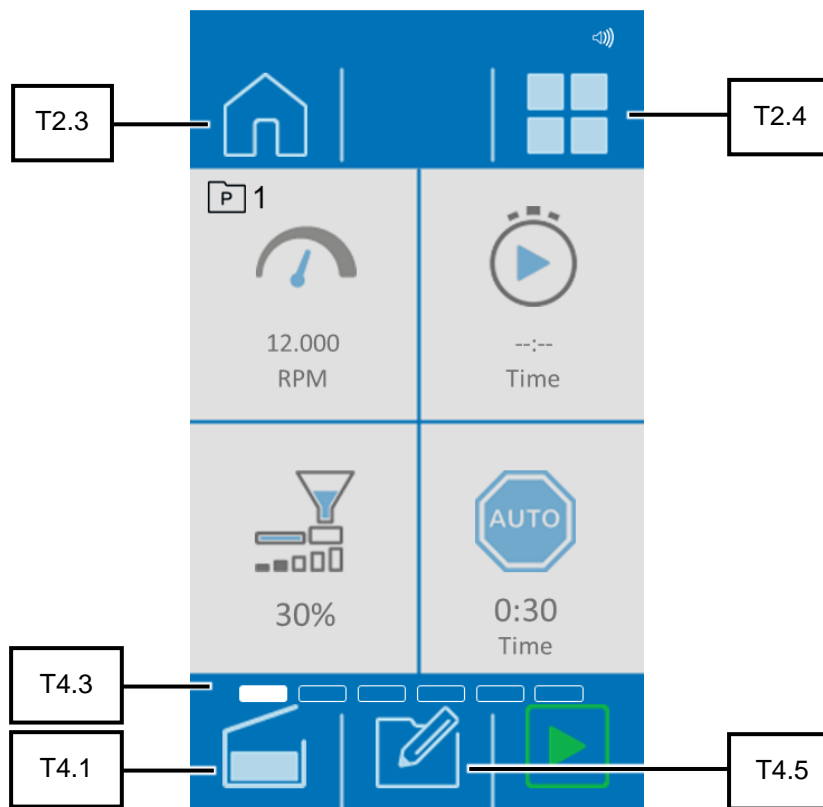 T2.3
T2.4
P 1
12.000
RPM
--:--
Time
30%
AUTO
0:30
Time
T4.3
T4.1
T4.5